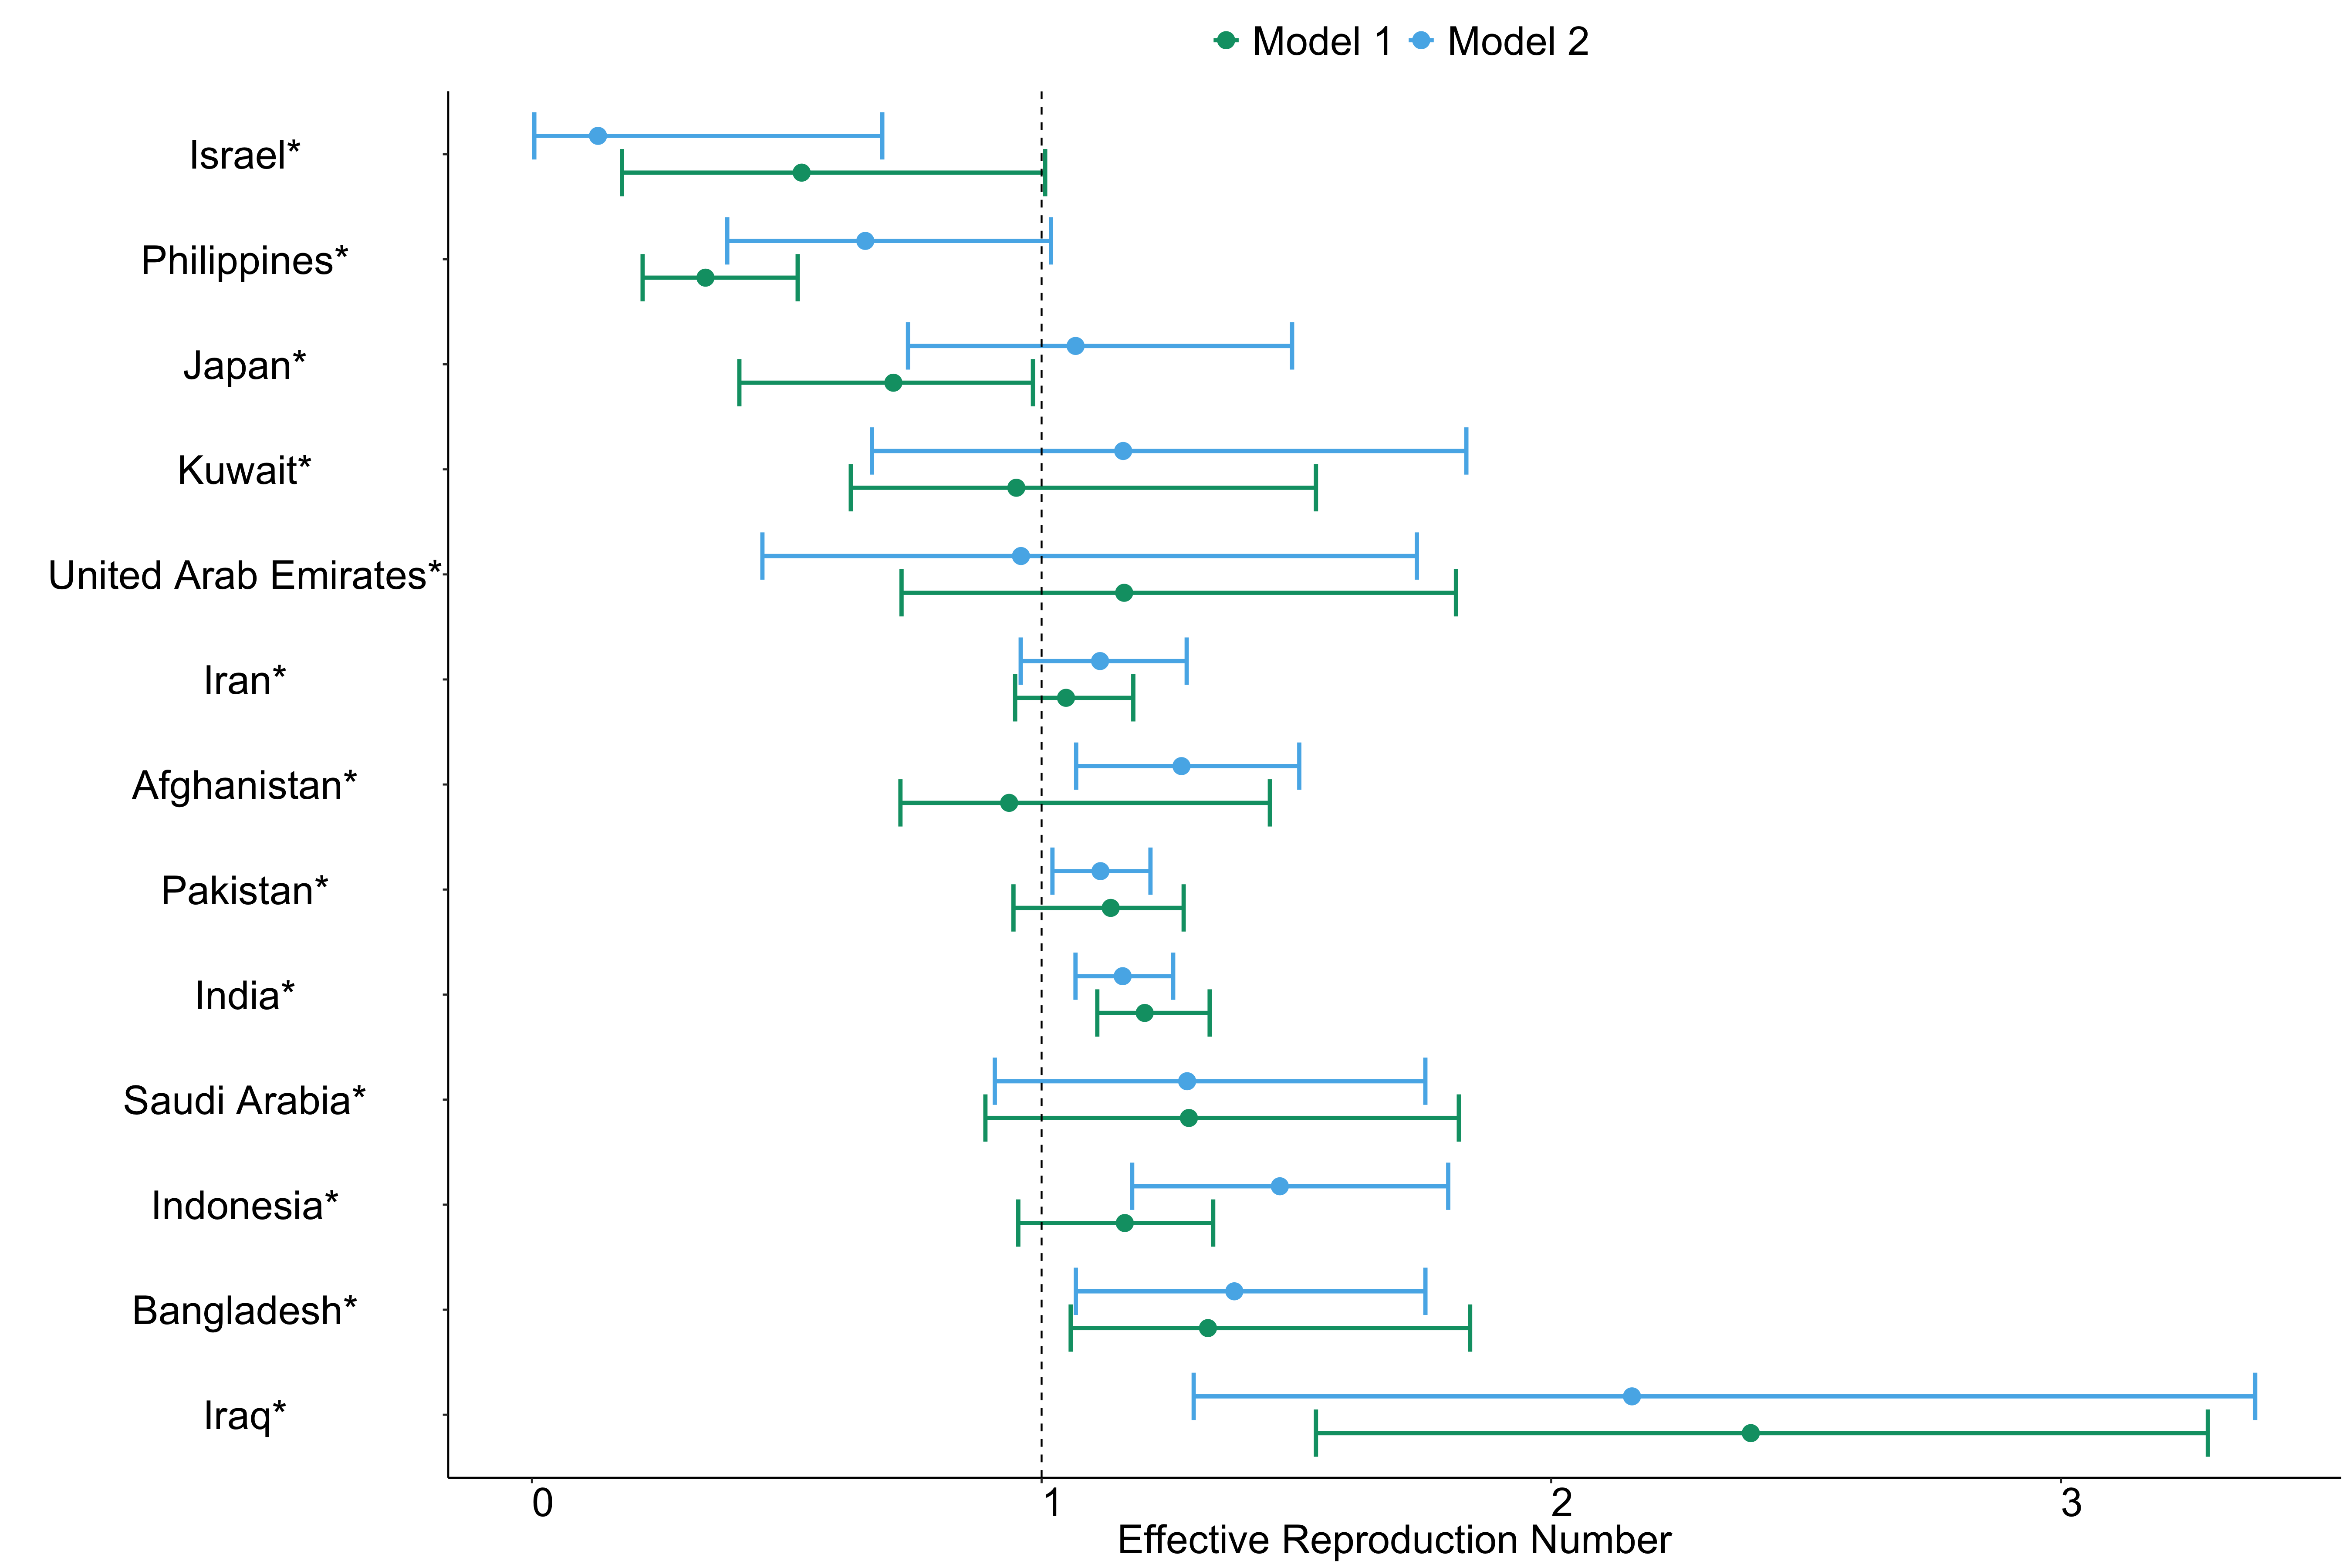 Model 1 Model 2
Israel*
Philippines*
Japan*
Kuwait*
United Arab Emirates*
Iran*
Afghanistan*
Pakistan*
India*
Saudi Arabia*
Indonesia*
Bangladesh*
Iraq*
0 1 2 3
Effective Reproduction Number